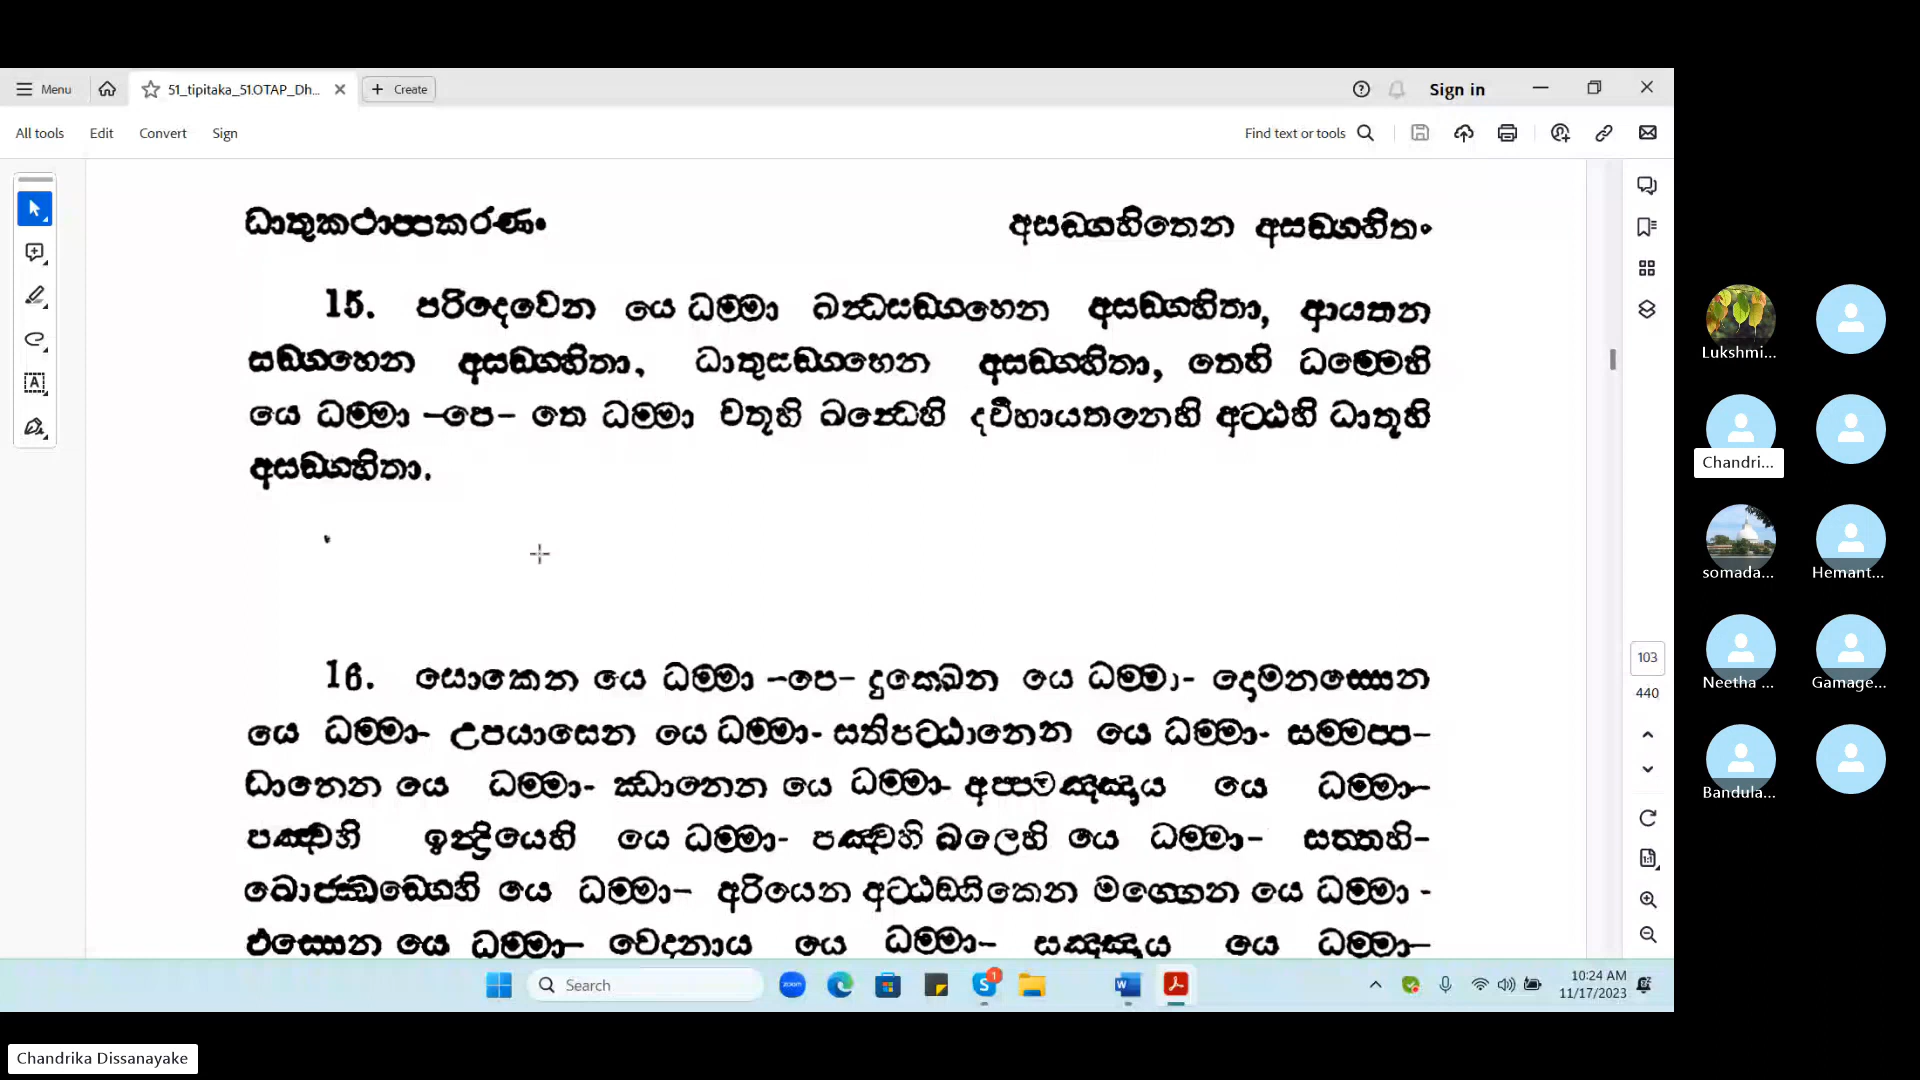 Menu
51_tipitaka_51.OTAP_Dh...
Create
Sign in
All tools
Edit
Convert
Sign
Find text or tools
ධාතුකථාප්පකරණං
අසඞ්ගහිතෙන අසඞ්ගහිතං
15. පරිදෙවෙන යෙ ධම්මා ඛන්ධසඞ්ගහෙන අසඞ්ගහිතා, ආයතන
සඞ්ගහෙන අසඞ්ගහිතා, ධාතුසඞ්ගහෙන අසඞ්ගහිතා, තෙහි ධම්මෙහි
යෙ ධම්මා –පෙ– තෙ ධම්මා චතූහි ඛන්ධෙහි ද්වීහායතනෙහි අට්ඨහි ධාතූහි
අසඞ්ගහිතා.
16. සොකෙන යෙ ධම්මා –පෙ– දුක්ඛෙන යෙ ධම්මා- දොමනස්සෙන
යෙ ධම්මා- උපයාසෙන යෙ ධම්මා- සතිපට්ඨානෙන යෙ ධම්මා- සම්මප්ප–
ධානෙන යෙ ධම්මා- ඣානෙන යෙ ධම්මා- අප්පමඤ්ඤාය යෙ ධම්මා–
පඤ්චහි ඉන්ද්‍රියෙහි යෙ ධම්මා- පඤ්චහි බලෙහි යෙ ධම්මා- සත්තහි–
බොජ්ඣඞ්ගෙහි යෙ ධම්මා– අරියෙන අට්ඨඞ්ගිකෙන මග්ගෙන යෙ ධම්මා -
ඵස්සෙන යෙ ධම්මා– වෙදනාය යෙ ධම්මා– සඤ්ඤාය යෙ ධම්මා–
103
440
Search
zoom
1
10:24 AM
11/17/2023
Lukshmi...
Chandri...
somada...
Hemant...
Neetha ...
Gamage...
Bandula...
Chandrika Dissanayake